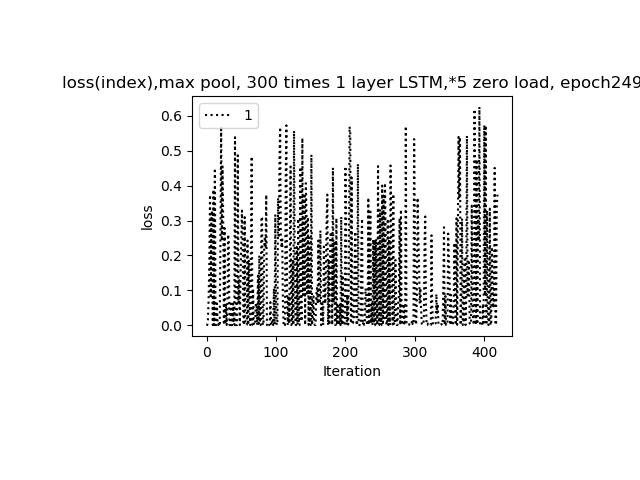 loss(index),max pool, 300 times 1 layer LSTM,*5 zero load, epoch249
1
0.6
0.5
0.4
0.3
0.2
0.1
0.0
loss
0 100 200 300 400
Iteration